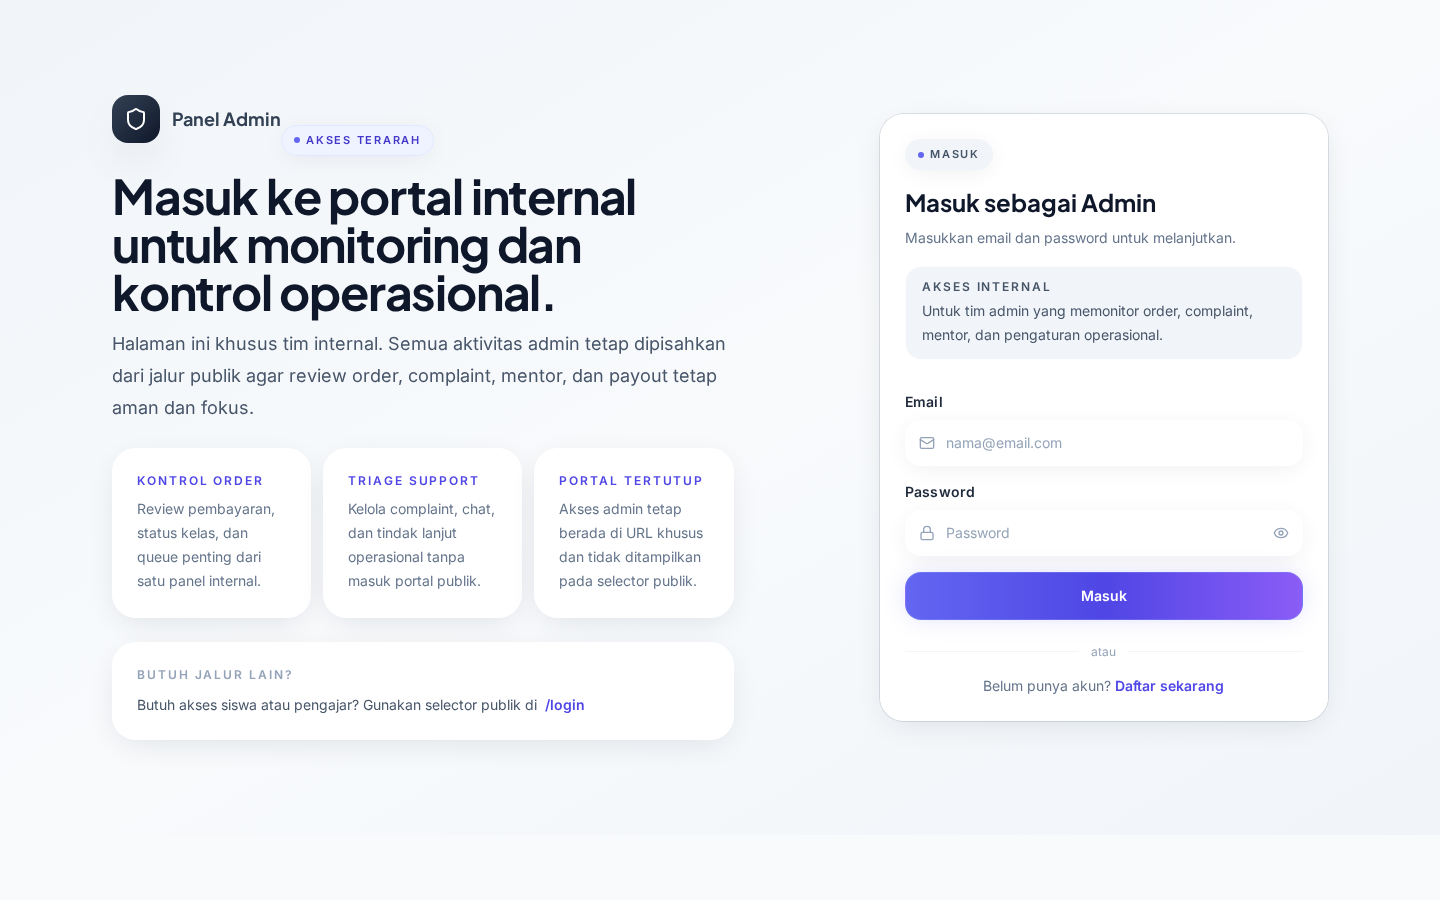 Panel Admin
AKSES TERARAH
Masuk ke portal internal
untuk monitoring dan
kontrol operasional.
Halaman ini khusus tim internal. Semua aktivitas admin tetap dipisahkan
dari jalur publik agar review order, complaint, mentor, dan payout tetap
aman dan fokus.
KONTROL ORDER
Review pembayaran,
status kelas, dan
queue penting dari
satu panel internal.
TRIAGE SUPPORT
Kelola complaint, chat,
dan tindak lanjut
operasional tanpa
masuk portal publik.
PORTAL TERTUTUP
Akses admin tetap
berada di URL khusus
dan tidak ditampilkan
pada selector publik.
BUTUH JALUR LAIN?
Butuh akses siswa atau pengajar? Gunakan selector publik di /login
MASUK
Masuk sebagai Admin
Masukkan email dan password untuk melanjutkan.
AKSES INTERNAL
Untuk tim admin yang memonitor order, complaint,
mentor, dan pengaturan operasional.
Email
nama@email.com
Password
Password
Masuk
atau
Belum punya akun? Daftar sekarang